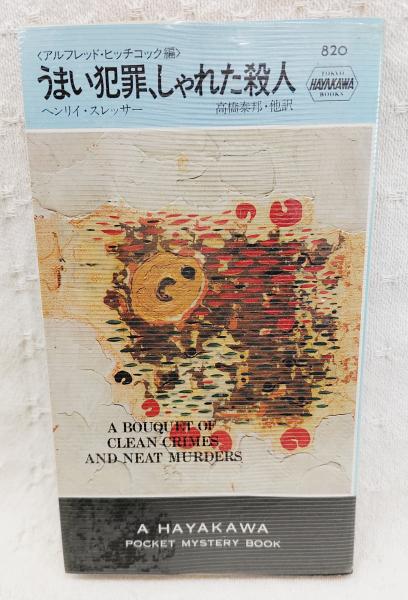 〈アルフレッド・ヒッチコック編〉
820
うまい犯罪、しゃれた殺人
TOKYO
HAYAKAWA
BOOKS
ヘンリイ・スレッサー
高橋泰邦・他訳
A BOUQUET OF
CLEAN CRIMES
AND NEAT MURDERS
A HAYAKAWA
POCKET MYSTERY BOOK